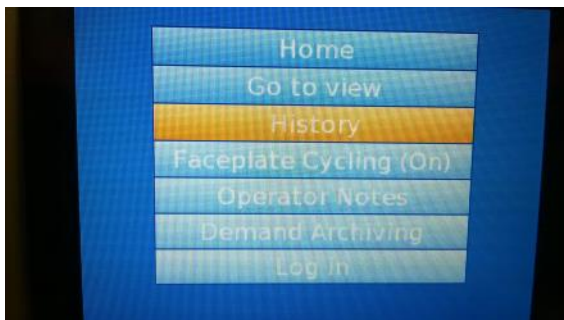 Home
Go to view
History
Faceplate Cycling (On)
Operator Notes
Demand Archiving
Log in